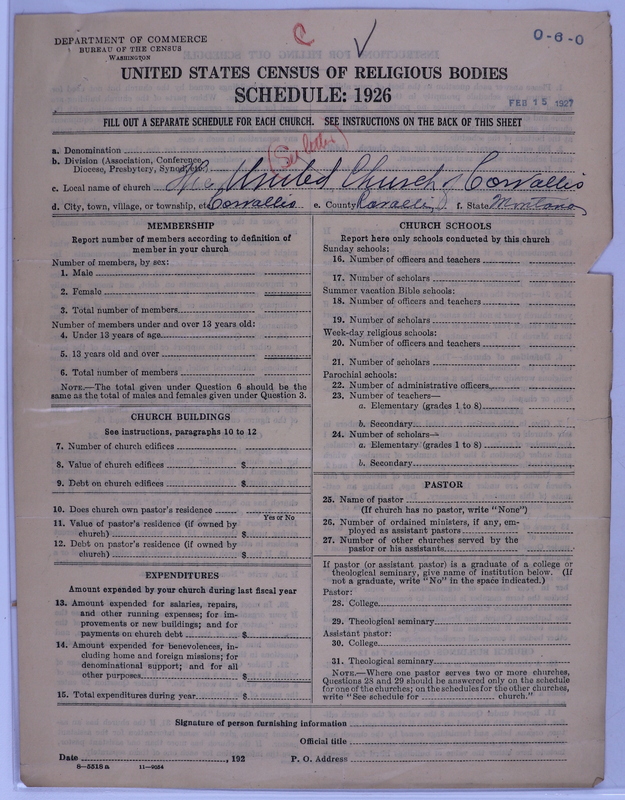 DEPARTMENT OF COMMERCE
BUREAU OF THE CENSUS
WASHINGTON
C
0-6-0
UNITED STATES CENSUS OF RELIGIOUS BODIES
SCHEDULE: 1926
FEB 15 1927
FILL OUT A SEPARATE SCHEDULE FOR EACH CHURCH. SEE INSTRUCTIONS ON THE BACK OF THIS SHEET
a. Denomination
(See letter)
b. Division (Association, Conference, Diocese, Presbytery, Synod, etc.)
c. Local name of church The United Church of Corvallis
d. City, town, village, or township, etc. Corvallis e. County Ravalli f. State Montana
MEMBERSHIP
Report number of members according to definition of
member in your church
Number of members, by sex:
1. Male
2. Female
3. Total number of members
Number of members under and over 13 years old:
4. Under 13 years of age
5. 13 years old and over
6. Total number of members
NOTE.—The total given under Question 6 should be the
same as the total of males and females given under Question 3.
CHURCH BUILDINGS
See instructions, paragraphs 10 to 12
7. Number of church edifices
8. Value of church edifices $
9. Debt on church edifices $
10. Does church own pastor's residence
Yes or No
11. Value of pastor's residence (if owned by
church) $
12. Debt on pastor's residence (if owned by
church) $
EXPENDITURES
Amount expended by your church during last fiscal year
13. Amount expended for salaries, repairs,
and other running expenses; for im-
provements or new buildings; and for
payments on church debt $
14. Amount expended for benevolences, in-
cluding home and foreign missions; for
denominational support; and for all
other purposes $
15. Total expenditures during year $
CHURCH SCHOOLS
Report here only schools conducted by this church
Sunday schools:
16. Number of officers and teachers
17. Number of scholars
Summer vacation Bible schools:
18. Number of officers and teachers
19. Number of scholars
Week-day religious schools:
20. Number of officers and teachers
21. Number of scholars
Parochial schools:
22. Number of administrative officers
23. Number of teachers—
a. Elementary (grades 1 to 8)
b. Secondary
24. Number of scholars—
a. Elementary (grades 1 to 8)
b. Secondary
PASTOR
25. Name of pastor
(If church has no pastor, write "None")
26. Number of ordained ministers, if any, em-
ployed as assistant pastors
27. Number of other churches served by the
pastor or his assistants
If pastor (or assistant pastor) is a graduate of a college or
theological seminary, give name of institution below. (If
not a graduate, write "No" in the space indicated.)
Pastor:
28. College
29. Theological seminary
Assistant pastor:
30. College
31. Theological seminary
NOTE.—Where one pastor serves two or more churches,
Questions 28 and 29 should be answered only on the schedule
for one of the churches; on the schedules for the other churches,
write "See schedule for church."
Signature of person furnishing information
Official title
Date , 192 P. O. Address
8—5518a 11—9054